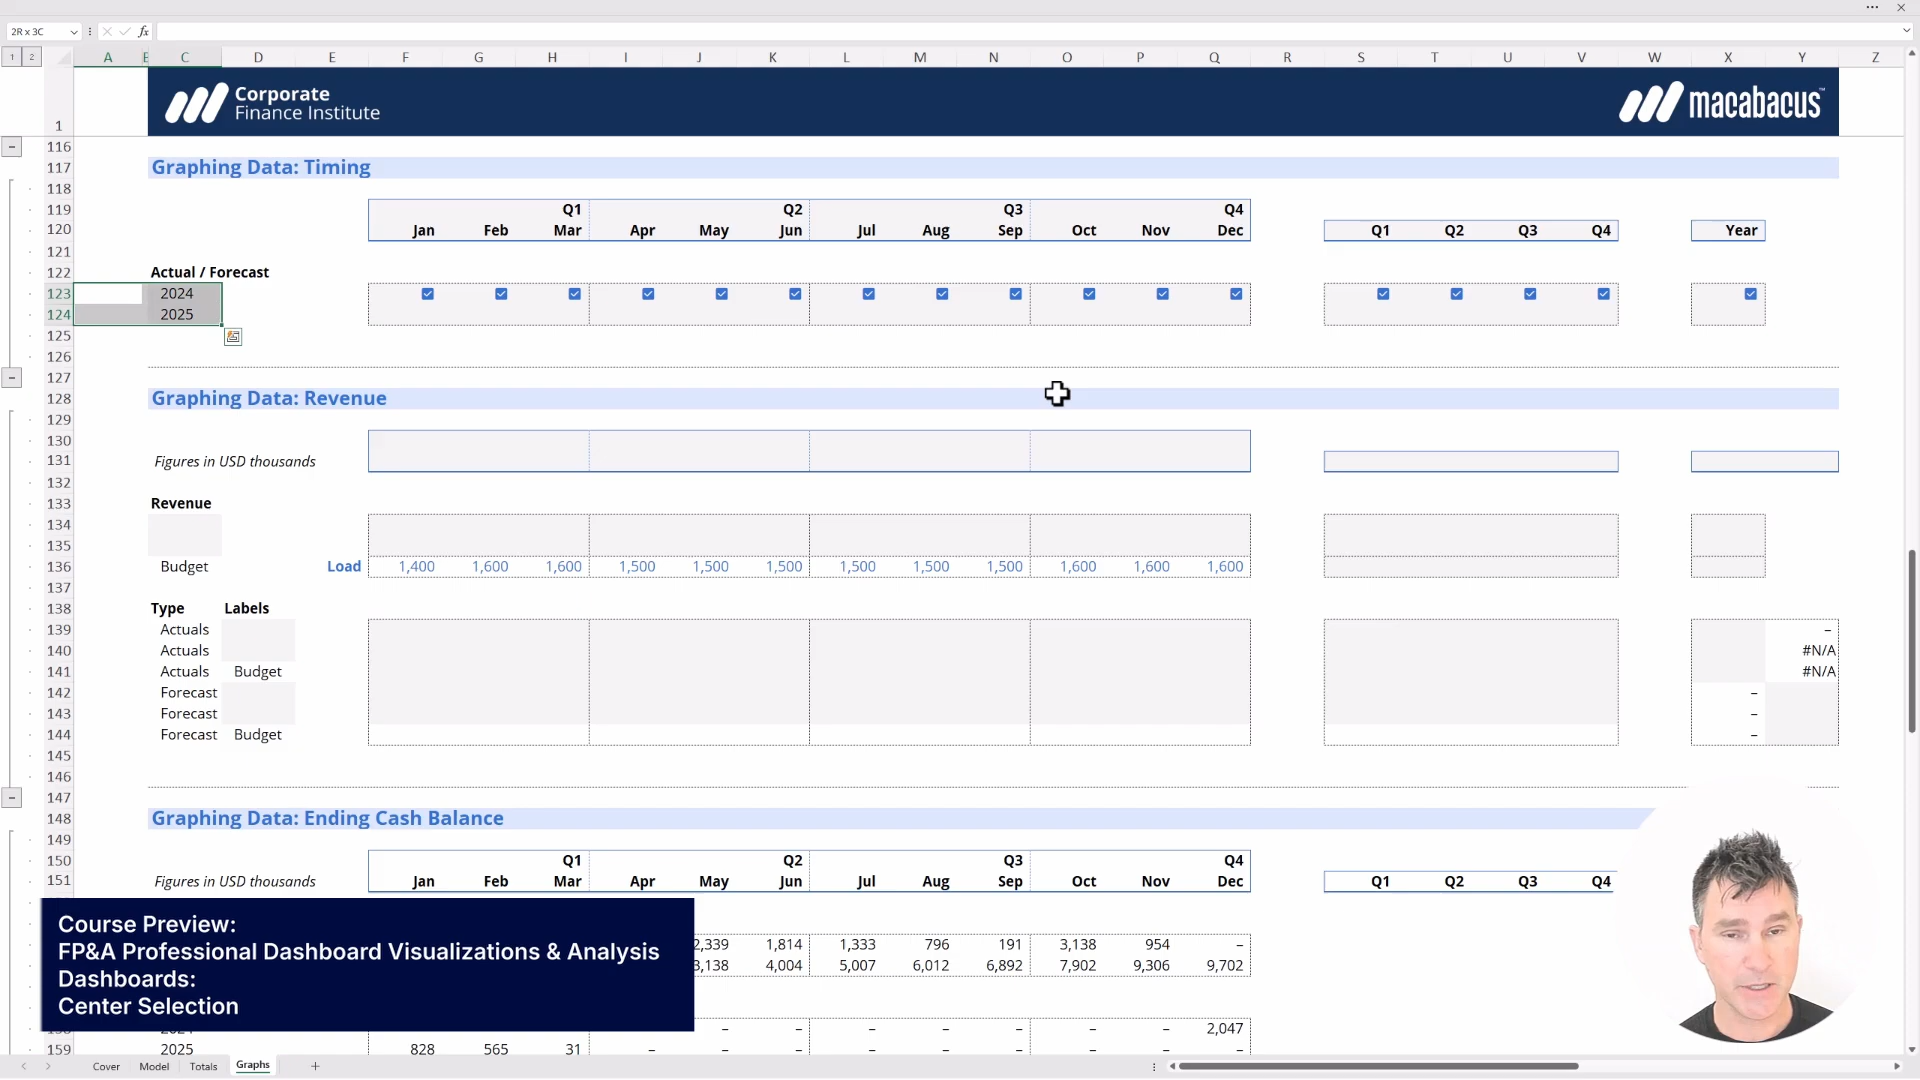 2R x 3C
fx
1 2 A C D E F G H I J K L M N O P Q R S T U V W X Y Z
Corporate
Finance Institute
macabacus™
1
116
117 Graphing Data: Timing
118
119 Q1 Q2 Q3 Q4
120 Jan Feb Mar Apr May Jun Jul Aug Sep Oct Nov Dec Q1 Q2 Q3 Q4 Year
121
122 Actual / Forecast
123 2024
124 2025
125
126
127
128 Graphing Data: Revenue
129
130
131 Figures in USD thousands
132
133 Revenue
134
135
136 Budget Load 1,400 1,600 1,600 1,500 1,500 1,500 1,500 1,500 1,500 1,600 1,600 1,600
137
138 Type Labels
139 Actuals –
140 Actuals #N/A
141 Actuals Budget #N/A
142 Forecast –
143 Forecast –
144 Forecast Budget –
145
146
147
148 Graphing Data: Ending Cash Balance
149
150 Q1 Q2 Q3 Q4
151 Figures in USD thousands Jan Feb Mar Apr May Jun Jul Aug Sep Oct Nov Dec Q1 Q2 Q3 Q4
Course Preview:
FP&A Professional Dashboard Visualizations & Analysis
Dashboards:
Center Selection
2,339 1,814 1,333 796 191 3,138 954 –
3,138 4,004 5,007 6,012 6,892 7,902 9,306 9,702
– – – – – – – 2,047
159 2025 828 565 31 – – – – – – – – –
Cover Model Totals Graphs +